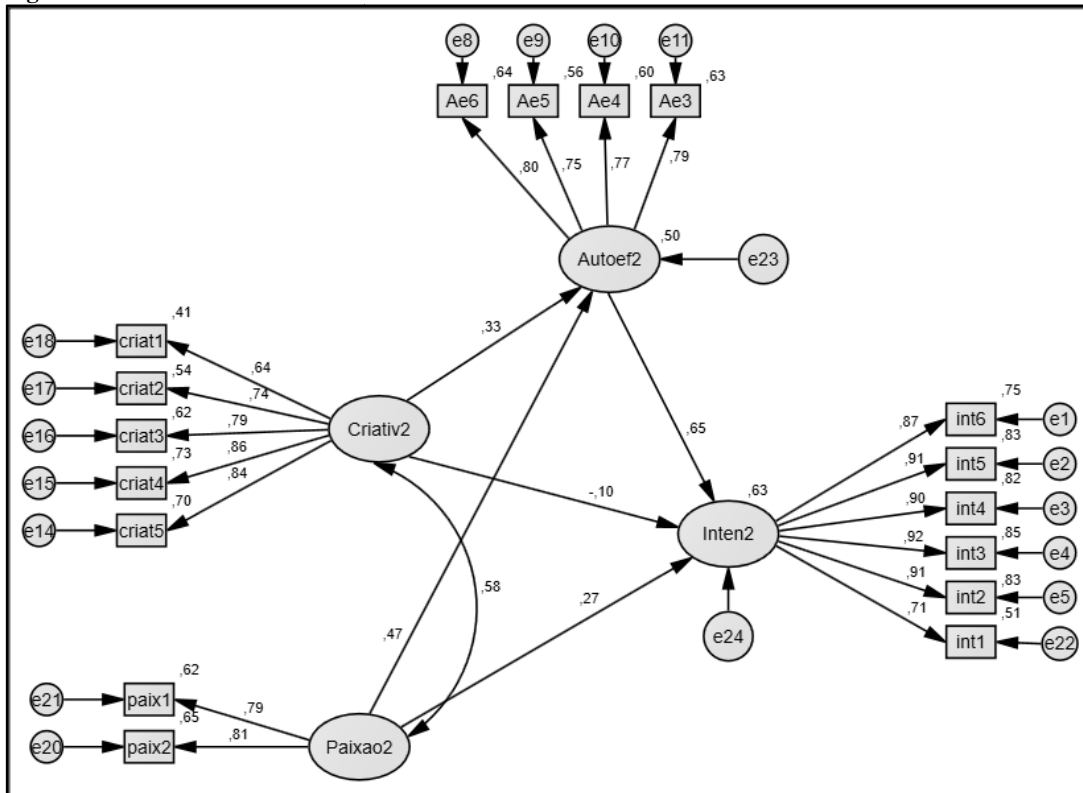 e8 e9 e10 e11
,64 ,56 ,60 ,63
Ae6 Ae5 Ae4 Ae3
,80 ,75 ,77 ,79
,50
Autoef2 e23
,41
e18 criat1 ,33
,64
,54
e17 criat2 ,74
,62 ,79
e16 criat3 Criativ2
,73 ,86
e15 criat4 ,84
,70
e14 criat5
,65
-,10 ,63
,75
,87 int6 e1
,83
,91 int5 e2
,82
,90 int4 e3
,85
Inten2 ,92 int3 e4
,83
,91 int2 e5
,51
,71 int1 e22
,58 ,27
e24
,47
,62
e21 paix1 ,79
,65
e20 paix2 ,81 Paixao2